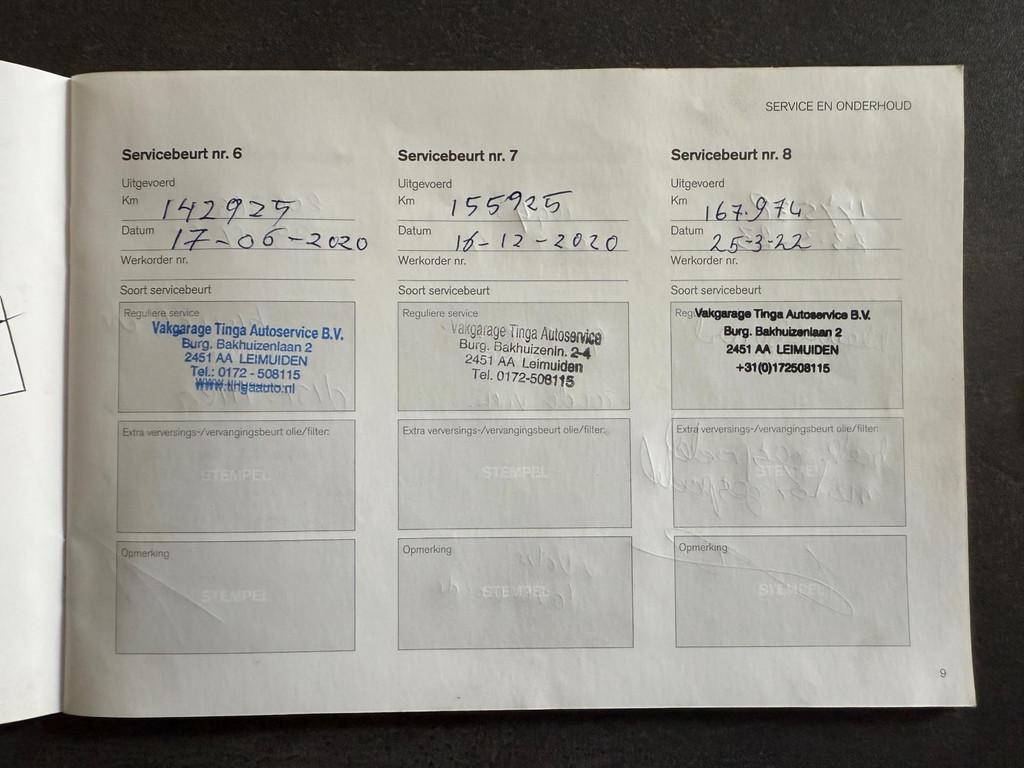 SERVICE EN ONDERHOUD
Servicebeurt nr. 6
Uitgevoerd
Km 142925
Datum 17-06-2020
Werkorder nr.
Soort servicebeurt
Reguliere service
Vakgarage Tinga Autoservice B.V.
Burg. Bakhuizenlaan 2
2451 AA LEIMUIDEN
Tel.: 0172 - 508115
www.tingaauto.nl
Extra verversings-/vervangingsbeurt olie/filter:
STEMPEL
Opmerking
STEMPEL
Servicebeurt nr. 7
Uitgevoerd
Km 155925
Datum 16-12-2020
Werkorder nr.
Soort servicebeurt
Reguliere service
Vakgarage Tinga Autoservice
Burg. Bakhuizenln. 2-4
2451 AA Leimuiden
Tel. 0172-508115
Extra verversings-/vervangingsbeurt olie/filter:
STEMPEL
Opmerking
STEMPEL
Servicebeurt nr. 8
Uitgevoerd
Km 167.974
Datum 25-3-22
Werkorder nr.
Soort servicebeurt
Vakgarage Tinga Autoservice B.V.
Burg. Bakhuizenlaan 2
2451 AA LEIMUIDEN
+31(0)172508115
Extra verversings-/vervangingsbeurt olie/filter:
STEMPEL
Opmerking
STEMPEL
9